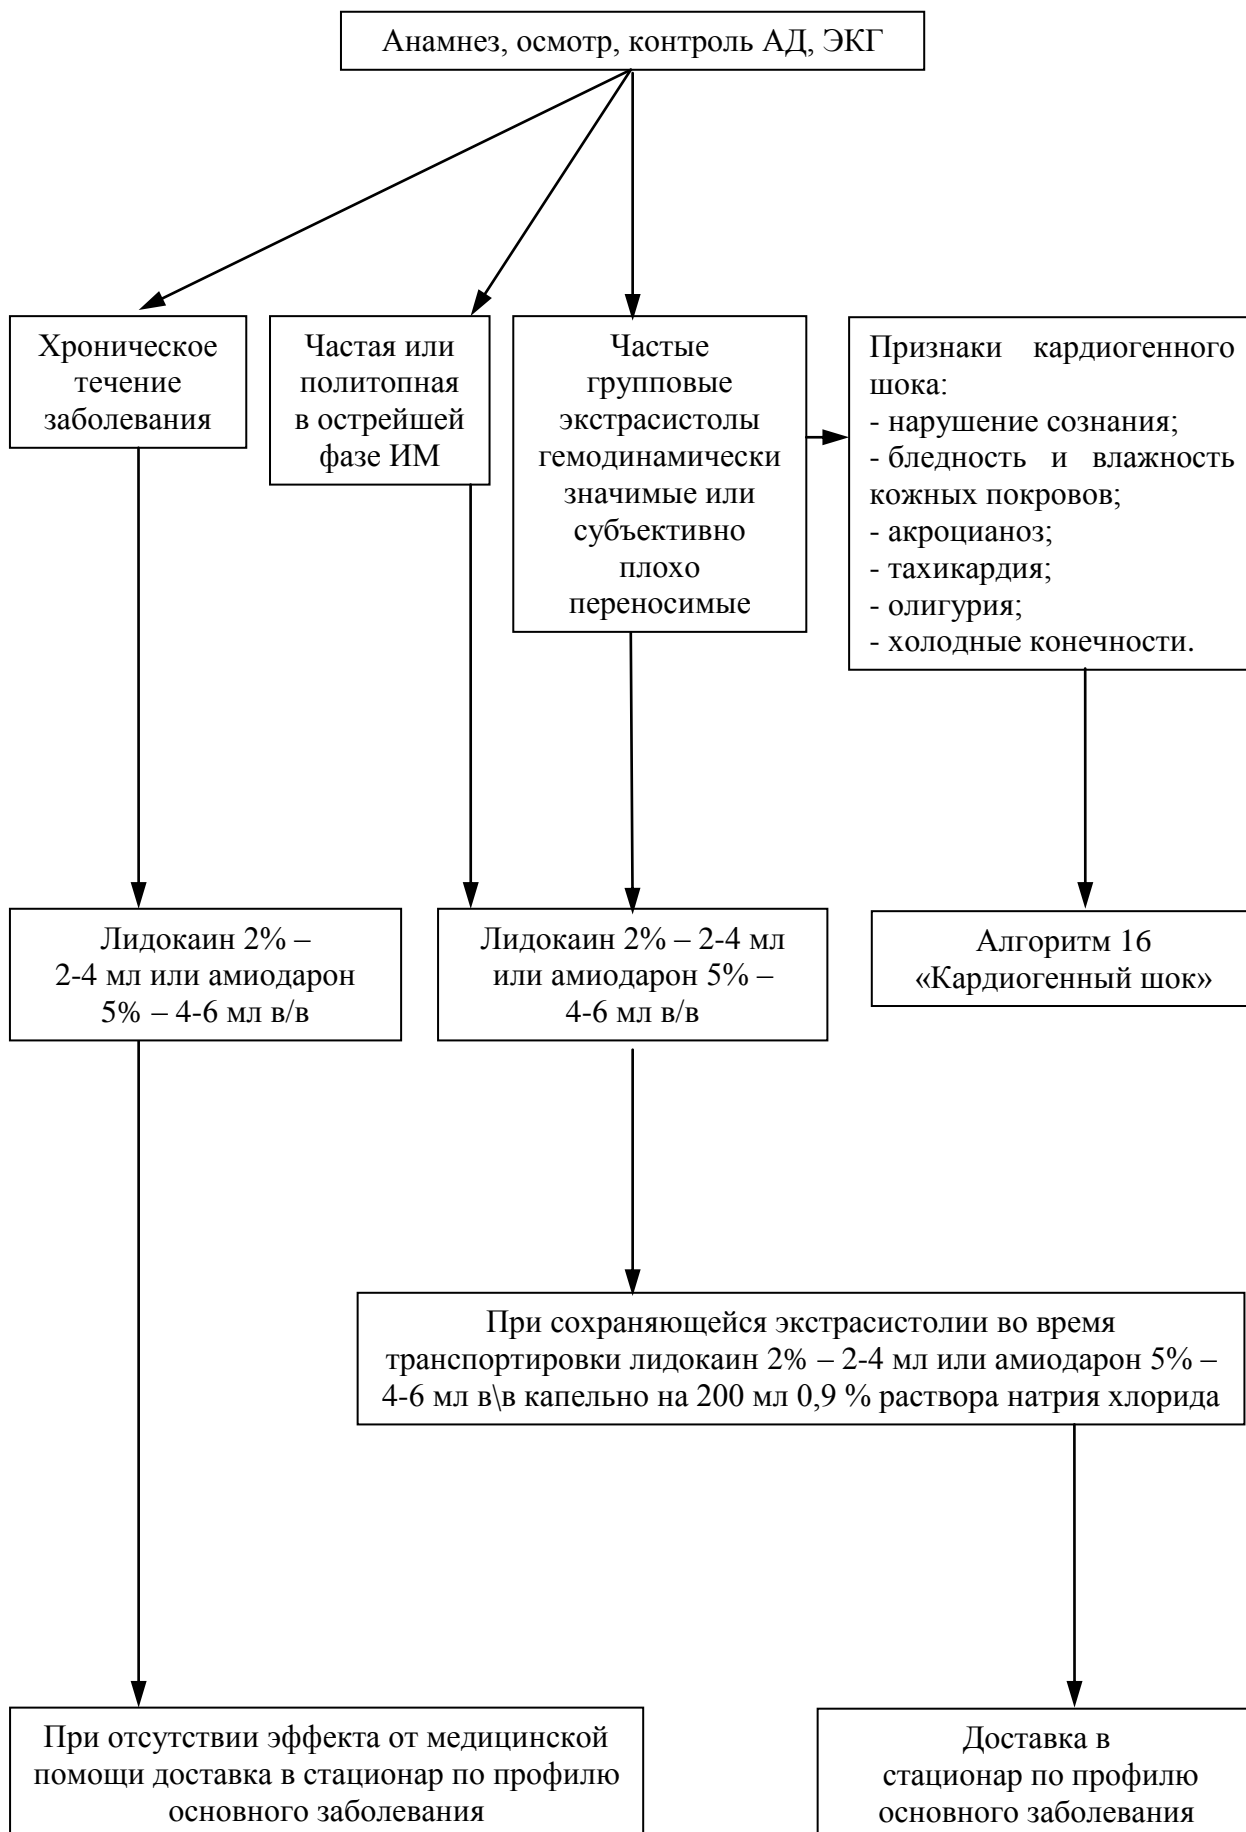 Анамнез, осмотр, контроль АД, ЭКГ
Хроническое
течение
заболевания
Частая или
политопная
в острейшей
фазе ИМ
Частые
групповые
экстрасистолы
гемодинамически
значимые или
субъективно
плохо
переносимые
Признаки кардиогенного
шока:
- нарушение сознания;
- бледность и влажность
кожных покровов;
- акроцианоз;
- тахикардия;
- олигурия;
- холодные конечности.
Лидокаин 2% –
2-4 мл или амиодарон
5% – 4-6 мл в/в
Лидокаин 2% – 2-4 мл
или амиодарон 5% –
4-6 мл в/в
Алгоритм 16
«Кардиогенный шок»
При сохраняющейся экстрасистолии во время
транспортировки лидокаин 2% – 2-4 мл или амиодарон 5% –
4-6 мл в\в капельно на 200 мл 0,9 % раствора натрия хлорида
При отсутствии эффекта от медицинской
помощи доставка в стационар по профилю
основного заболевания
Доставка в
стационар по профилю
основного заболевания